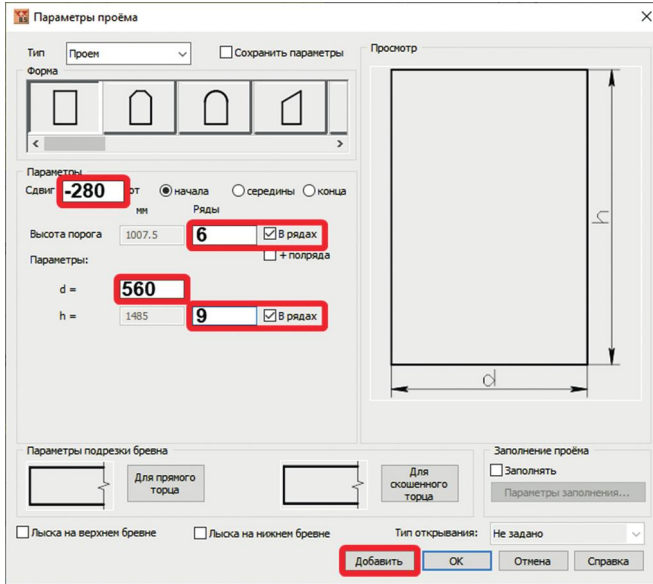 Параметры проёма
Тип Проем Сохранить параметры Просмотр
Форма
Параметры
Сдвиг -280 от начала середины конца
мм Ряды
Высота порога 1007.5 6 В рядах
Параметры: + полряда
d = 560
h = 1485 9 В рядах
h
d
Параметры подрезки бревна
Для прямого торца
Для скошенного торца
Заполнение проёма
Заполнять
Параметры заполнения...
Лыска на верхнем бревне Лыска на нижнем бревне Тип открывания: Не задано
Добавить OK Отмена Справка